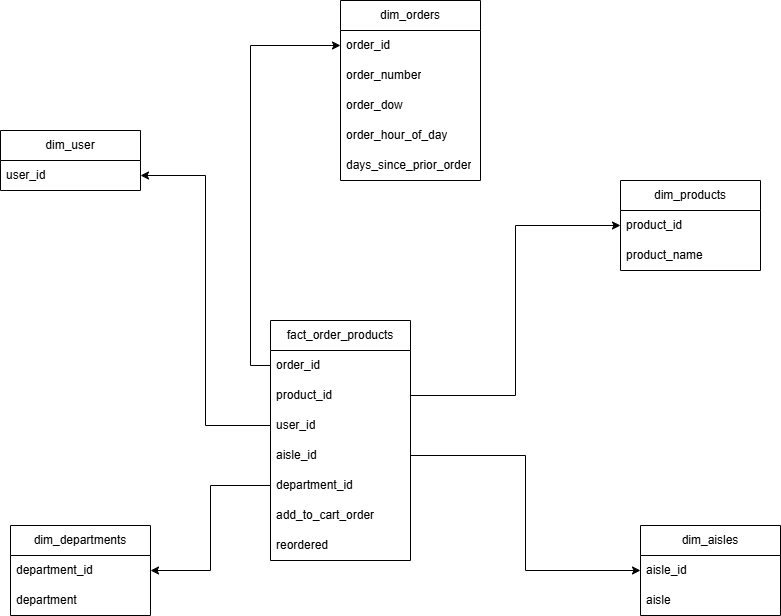 dim_orders
order_id
order_number
order_dow
order_hour_of_day
days_since_prior_order
dim_user
user_id
dim_products
product_id
product_name
fact_order_products
order_id
product_id
user_id
aisle_id
department_id
add_to_cart_order
reordered
dim_departments
department_id
department
dim_aisles
aisle_id
aisle